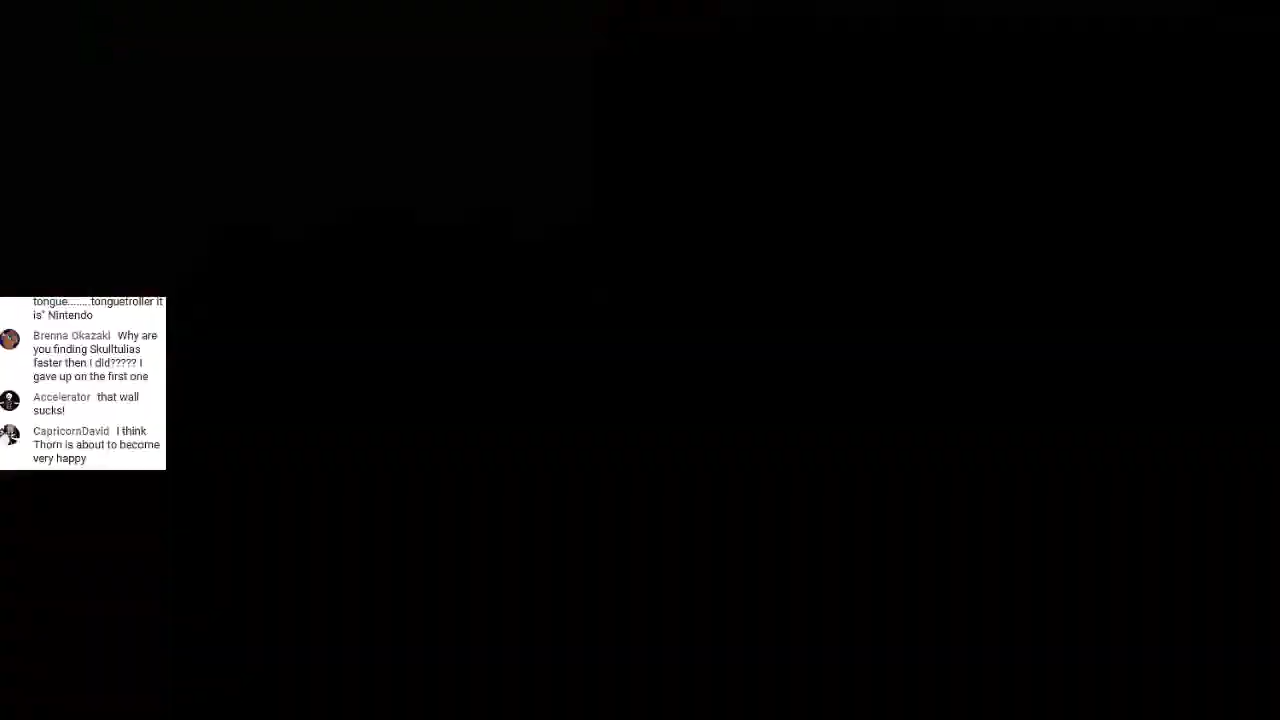 tongue........tonguetroller it
is" Nintendo
Brenna Okazaki Why are
you finding Skulltulias
faster then I did????? I
gave up on the first one
Accelerator that wall
sucks!
CapricornDavid I think
Thorn is about to become
very happy